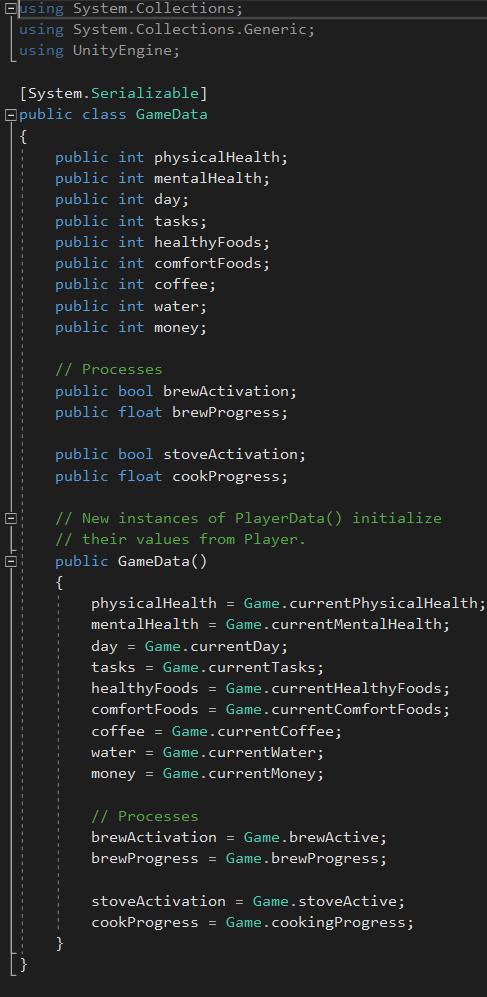 using System.Collections;
using System.Collections.Generic;
using UnityEngine;

[System.Serializable]
public class GameData
{
    public int physicalHealth;
    public int mentalHealth;
    public int day;
    public int tasks;
    public int healthyFoods;
    public int comfortFoods;
    public int coffee;
    public int water;
    public int money;

    // Processes
    public bool brewActivation;
    public float brewProgress;

    public bool stoveActivation;
    public float cookProgress;

    // New instances of PlayerData() initialize
    // their values from Player.
    public GameData()
    {
        physicalHealth = Game.currentPhysicalHealth;
        mentalHealth = Game.currentMentalHealth;
        day = Game.currentDay;
        tasks = Game.currentTasks;
        healthyFoods = Game.currentHealthyFoods;
        comfortFoods = Game.currentComfortFoods;
        coffee = Game.currentCoffee;
        water = Game.currentWater;
        money = Game.currentMoney;

        // Processes
        brewActivation = Game.brewActive;
        brewProgress = Game.brewProgress;

        stoveActivation = Game.stoveActive;
        cookProgress = Game.cookingProgress;
    }
}